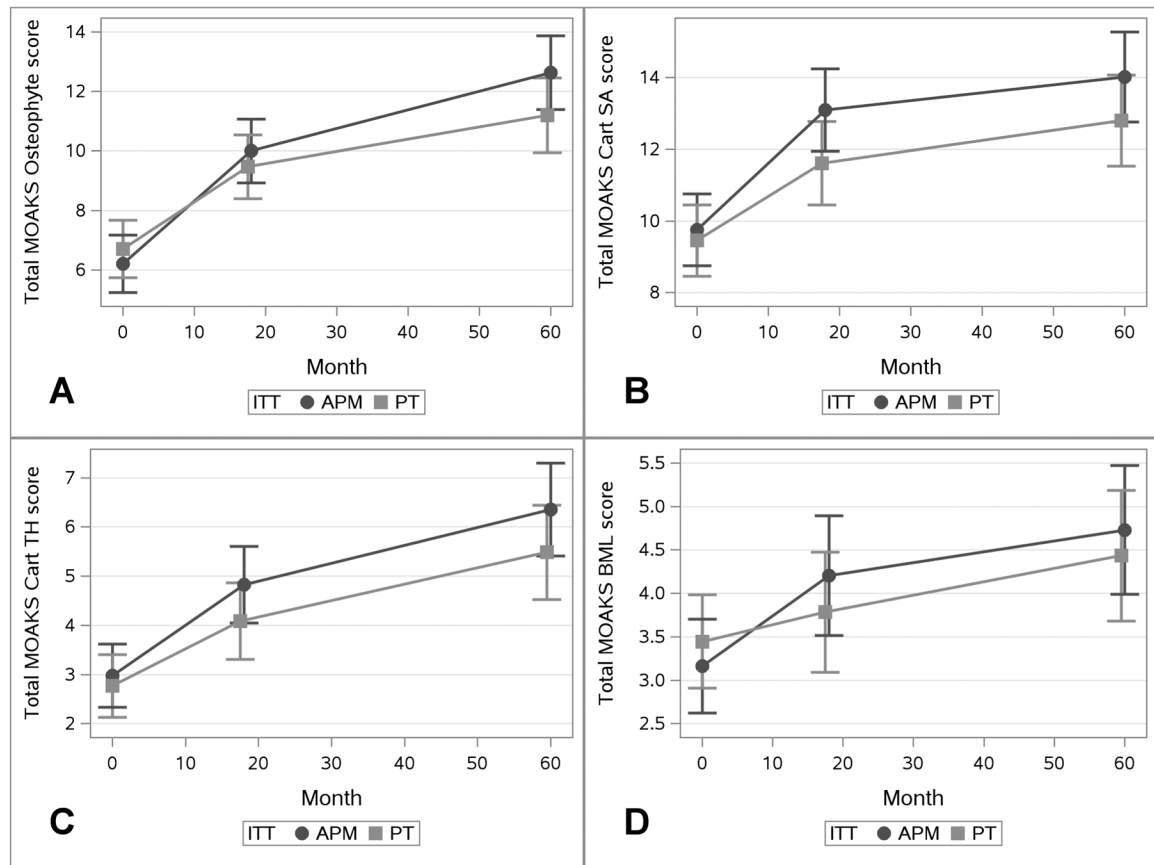 Total MOAKS Osteophyte score
14
12
10
8
6
0 10 20 30 40 50 60
Month
A
ITT APM PT
Total MOAKS Cart SA score
14
12
10
8
0 10 20 30 40 50 60
Month
B
ITT APM PT
Total MOAKS Cart TH score
7
6
5
4
3
2
0 10 20 30 40 50 60
Month
C
ITT APM PT
Total MOAKS BML score
5.5
5.0
4.5
4.0
3.5
3.0
2.5
0 10 20 30 40 50 60
Month
D
ITT APM PT